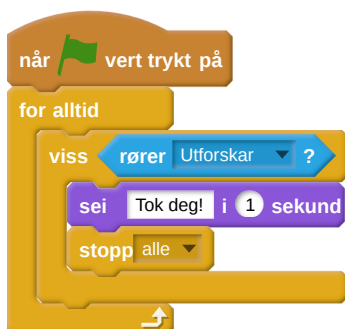 når vert trykt på
for alltid
viss rører Utforskar ?
sei Tok deg! i 1 sekund
stopp alle